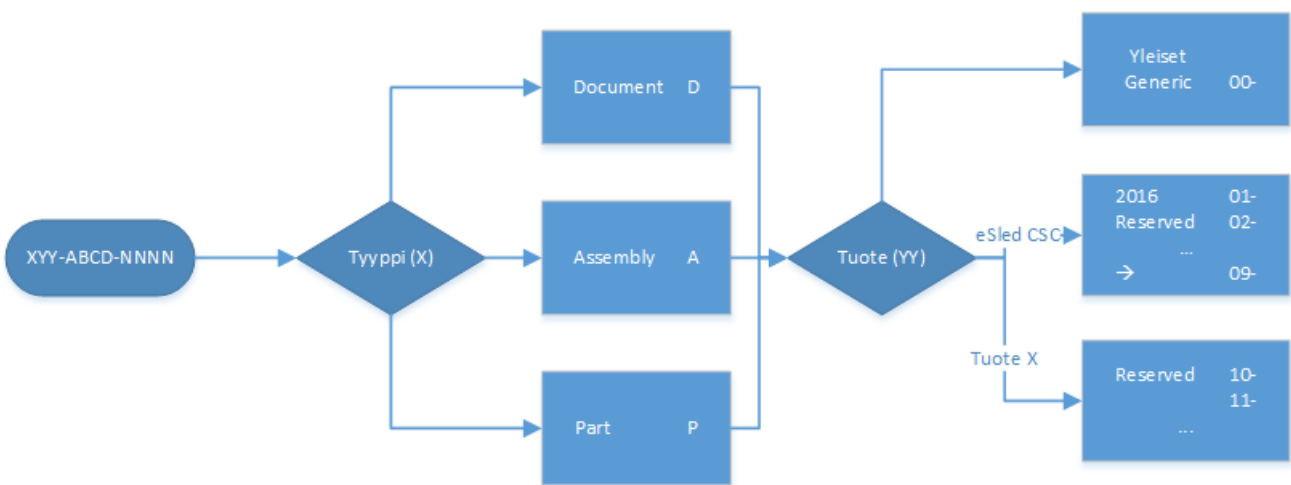 XYY-ABCD-NNNN
Tyyppi (X)
Document D
Assembly A
Part P
Tuote (YY)
eSled CSC
Tuote X
Yleiset
Generic 00-
2016 01-
Reserved 02-
...
→ 09-
Reserved 10-
11-
...